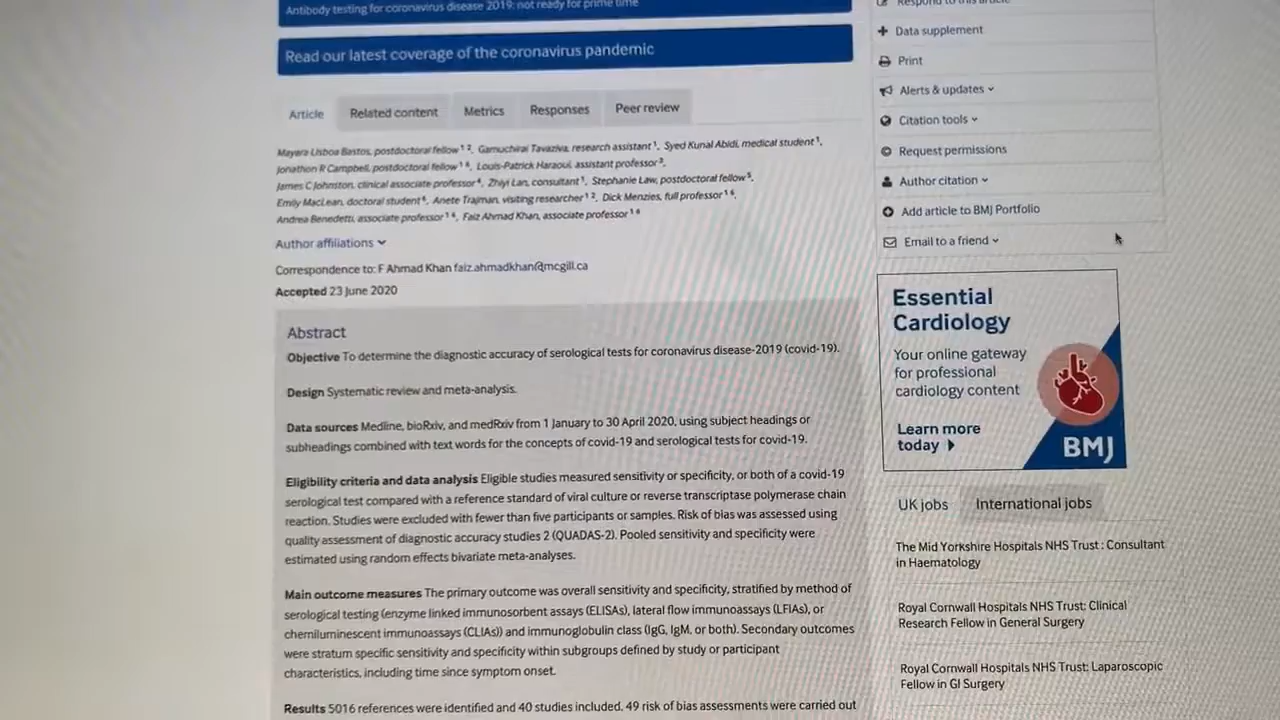 Antibody testing for coronavirus disease 2019: not ready for prime time
Read our latest coverage of the coronavirus pandemic
Article Related content Metrics Responses Peer review
Mayara Lisboa Bastos, postdoctoral fellow 1 2, Gamuchirai Tavaziva, research assistant 1, Syed Kunal Abidi, medical student 1,
Jonathon R Campbell, postdoctoral fellow 1 6, Louis-Patrick Haraoui, assistant professor 3,
James C Johnston, clinical associate professor 4, Zhiyi Lan, consultant 1, Stephanie Law, postdoctoral fellow 5,
Emily MacLean, doctoral student 6, Anete Trajman, visiting researcher 1 2, Dick Menzies, full professor 1 6,
Andrea Benedetti, associate professor 1 6, Faiz Ahmad Khan, associate professor 1 6
Author affiliations
Correspondence to: F Ahmad Khan faiz.ahmadkhan@mcgill.ca
Accepted 23 June 2020
Abstract
Objective To determine the diagnostic accuracy of serological tests for coronavirus disease-2019 (covid-19).
Design Systematic review and meta-analysis.
Data sources Medline, bioRxiv, and medRxiv from 1 January to 30 April 2020, using subject headings or
subheadings combined with text words for the concepts of covid-19 and serological tests for covid-19.
Eligibility criteria and data analysis Eligible studies measured sensitivity or specificity, or both of a covid-19
serological test compared with a reference standard of viral culture or reverse transcriptase polymerase chain
reaction. Studies were excluded with fewer than five participants or samples. Risk of bias was assessed using
quality assessment of diagnostic accuracy studies 2 (QUADAS-2). Pooled sensitivity and specificity were
estimated using random effects bivariate meta-analyses.
Main outcome measures The primary outcome was overall sensitivity and specificity, stratified by method of
serological testing (enzyme linked immunosorbent assays (ELISAs), lateral flow immunoassays (LFIAs), or
chemiluminescent immunoassays (CLIAs)) and immunoglobulin class (IgG, IgM, or both). Secondary outcomes
were stratum specific sensitivity and specificity within subgroups defined by study or participant
characteristics, including time since symptom onset.
Results 5016 references were identified and 40 studies included. 49 risk of bias assessments were carried out
Respond to this article
Data supplement
Print
Alerts & updates
Citation tools
Request permissions
Author citation
Add article to BMJ Portfolio
Email to a friend
Essential
Cardiology
Your online gateway
for professional
cardiology content
Learn more
today
BMJ
UK jobs International jobs
The Mid Yorkshire Hospitals NHS Trust : Consultant
in Haematology
Royal Cornwall Hospitals NHS Trust: Clinical
Research Fellow in General Surgery
Royal Cornwall Hospitals NHS Trust: Laparoscopic
Fellow in GI Surgery